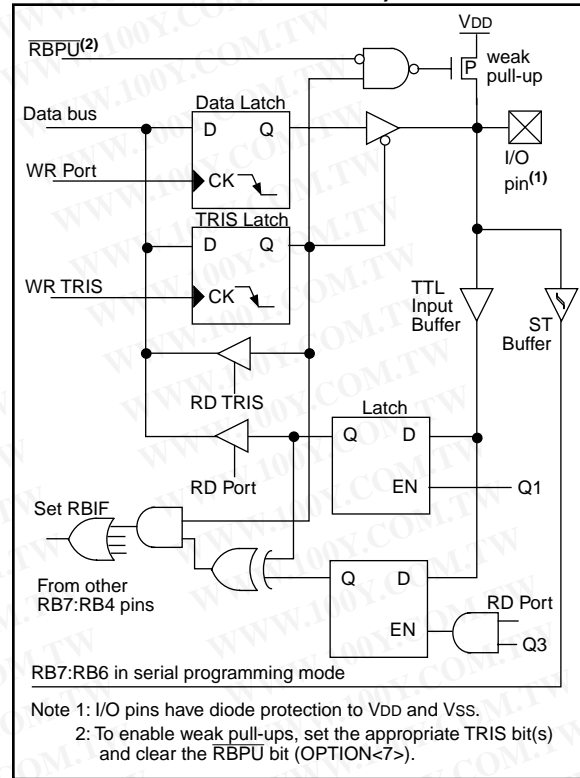 VDD
RBPU(2)
P
weak
pull-up
Data Latch
Data bus
D Q
I/O
pin(1)
WR Port
CK
TRIS Latch
D Q
WR TRIS
CK
TTL
Input
Buffer
ST
Buffer
RD TRIS
Latch
Q D
RD Port
EN
Q1
Set RBIF
From other
RB7:RB4 pins
Q D
RD Port
EN
Q3
RB7:RB6 in serial programming mode
Note 1: I/O pins have diode protection to VDD and VSS.
2: To enable weak pull-ups, set the appropriate TRIS bit(s)
and clear the RBPU bit (OPTION<7>).
WWW.100Y.COM.TW